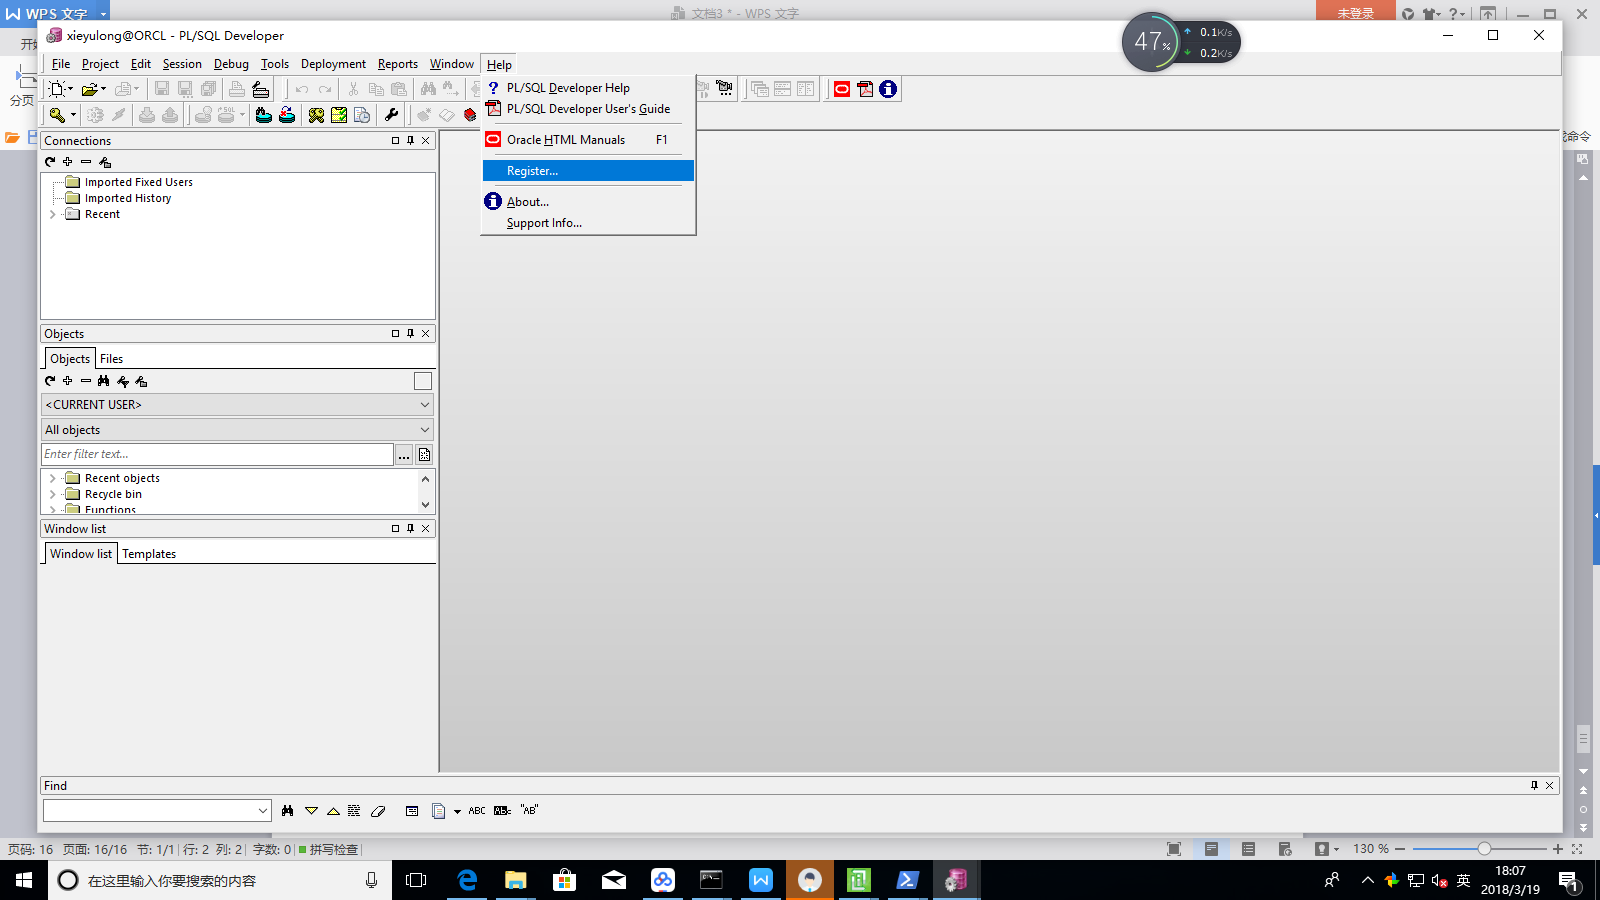 WPS 文字
文档3 * - WPS 文字
未登录
xieyulong@ORCL - PL/SQL Developer
47%
0.1K/s
0.2K/s
File Project Edit Session Debug Tools Deployment Reports Window Help
PL/SQL Developer Help
PL/SQL Developer User's Guide
Oracle HTML Manuals F1
Register...
About...
Support Info...
分页
Connections
Imported Fixed Users
Imported History
Recent
Objects
Objects Files
<CURRENT USER>
All objects
Enter filter text...
Recent objects
Recycle bin
Functions
Window list
Window list Templates
Find
ABC
"AB"
页码: 16 页面: 16/16 节: 1/1 行: 2 列: 2 字数: 0 拼写检查
130 %
在这里输入你要搜索的内容
英
18:07
2018/3/19
1